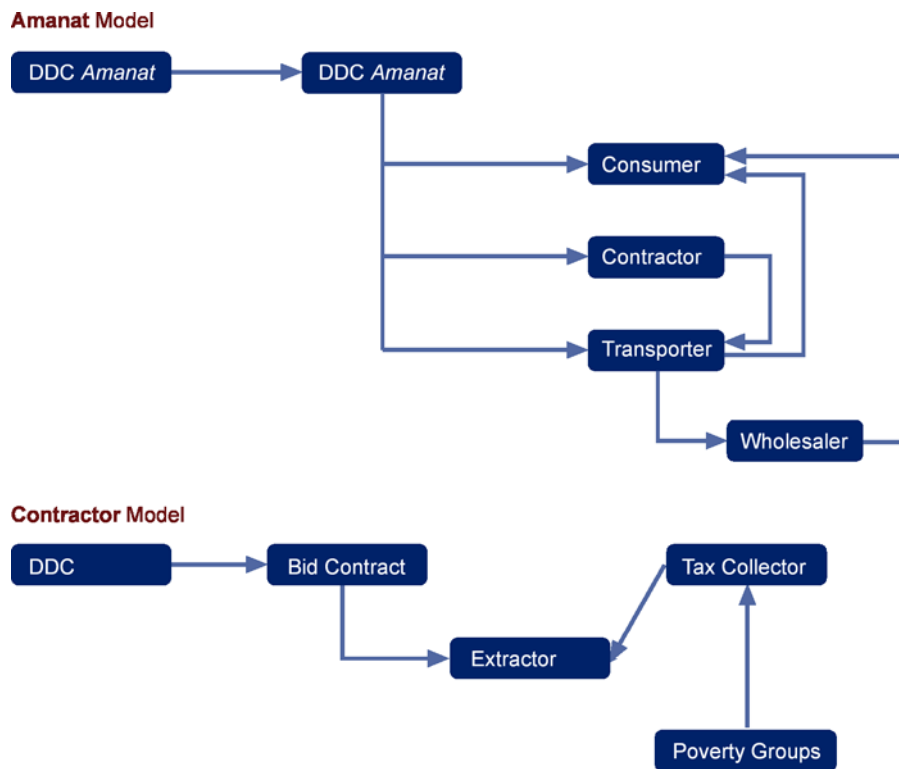 Amanat Model
DDC Amanat
DDC Amanat
Consumer
Contractor
Transporter
Wholesaler
Contractor Model
DDC
Bid Contract
Tax Collector
Extractor
Poverty Groups